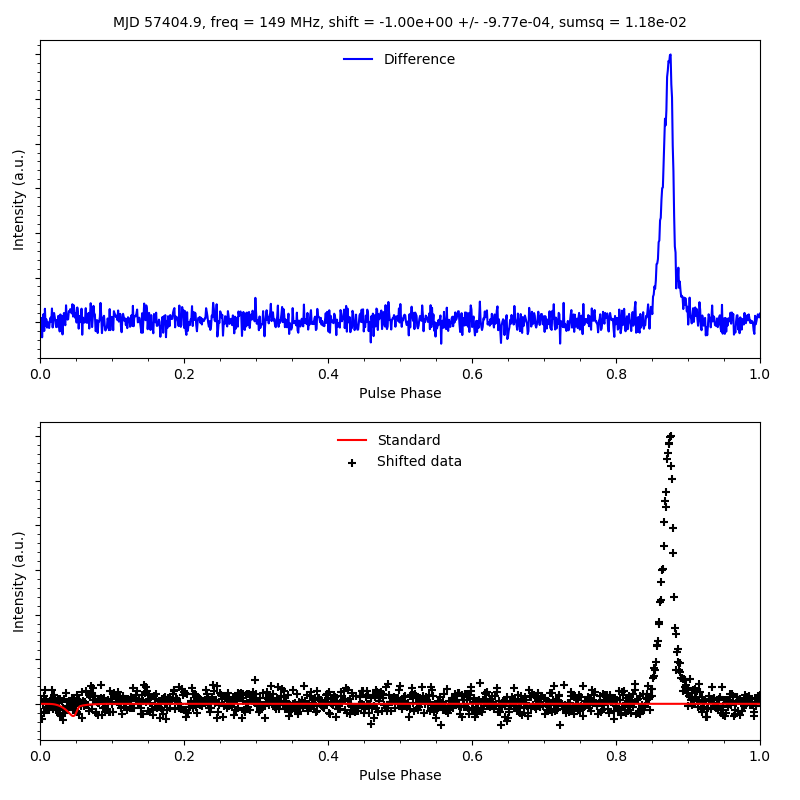 MJD 57404.9, freq = 149 MHz, shift = -1.00e+00 +/- -9.77e-04, sumsq = 1.18e-02
Difference
Intensity (a.u.)
0.0 0.2 0.4 0.6 0.8 1.0
Pulse Phase
Standard
Shifted data
Intensity (a.u.)
0.0 0.2 0.4 0.6 0.8 1.0
Pulse Phase